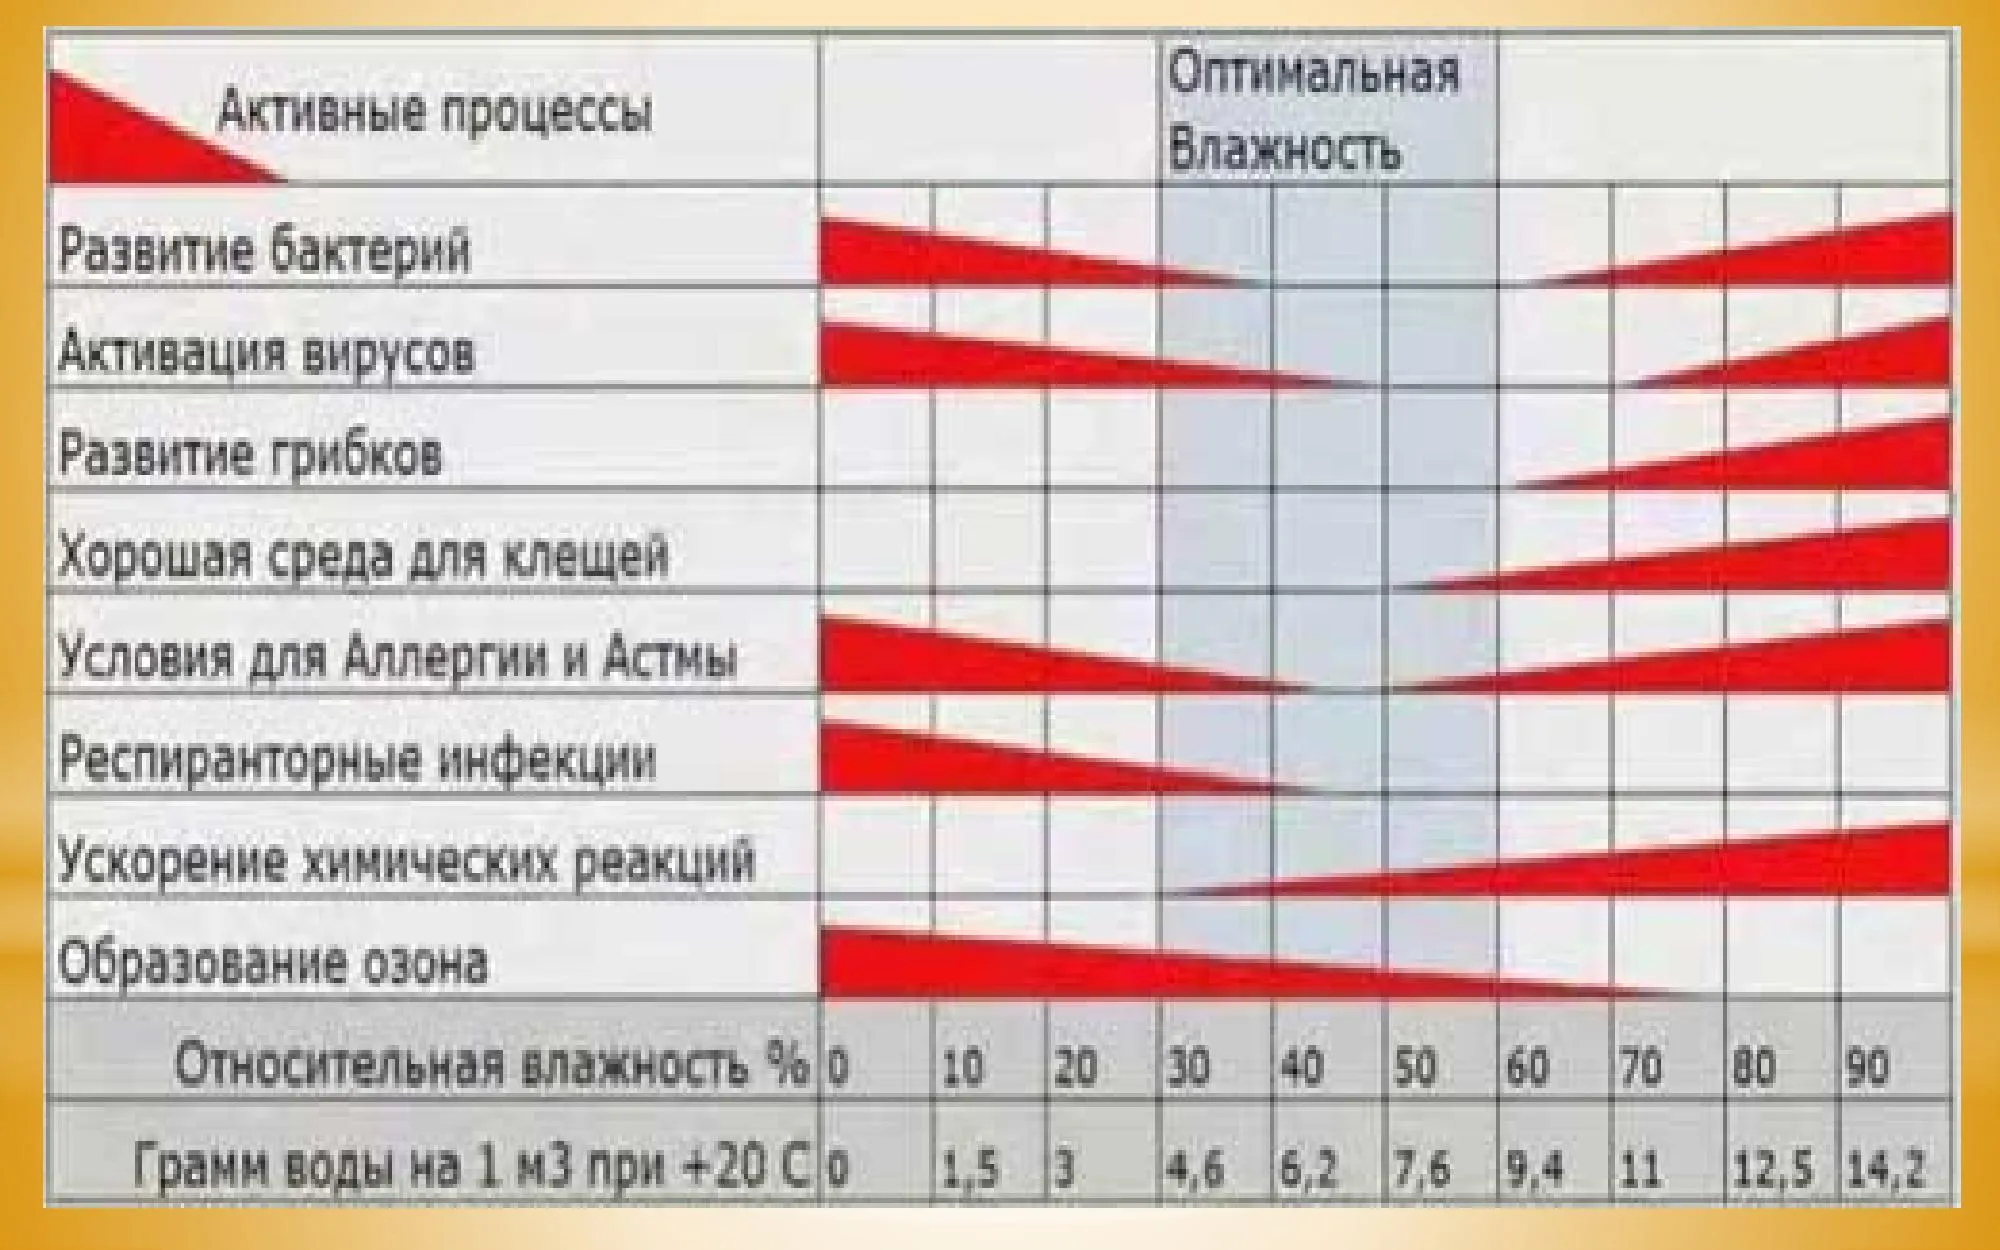 Активные процессы
Оптимальная
Влажность
Развитие бактерий
Активация вирусов
Развитие грибков
Хорошая среда для клещей
Условия для Аллергии и Астмы
Респиранторные инфекции
Ускорение химических реакций
Образование озона
Относительная влажность % 0 10 20 30 40 50 60 70 80 90
Грамм воды на 1 м3 при +20 С 0 1,5 3 4,6 6,2 7,6 9,4 11 12,5 14,2